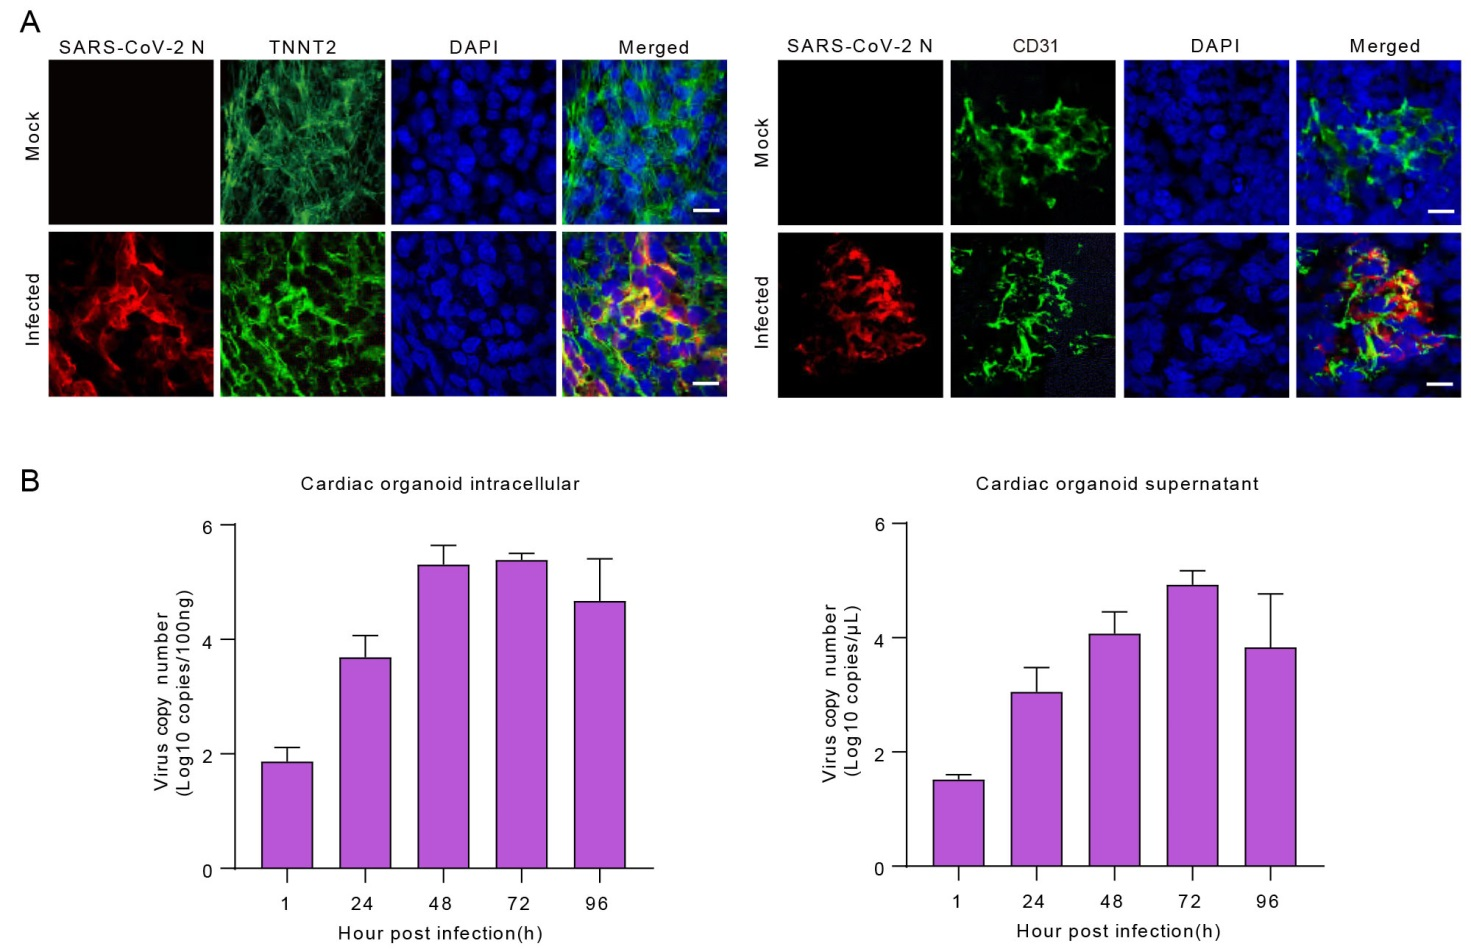 A
SARS-CoV-2 N TNNT2 DAPI Merged
Mock
Infected
SARS-CoV-2 N CD31 DAPI Merged
Mock
Infected
B
Cardiac organoid intracellular
Virus copy number
(Log10 copies/100ng)
6
4
2
0
1 24 48 72 96
Hour post infection(h)
Cardiac organoid supernatant
Virus copy number
(Log10 copies/μL)
6
4
2
0
1 24 48 72 96
Hour post infection(h)